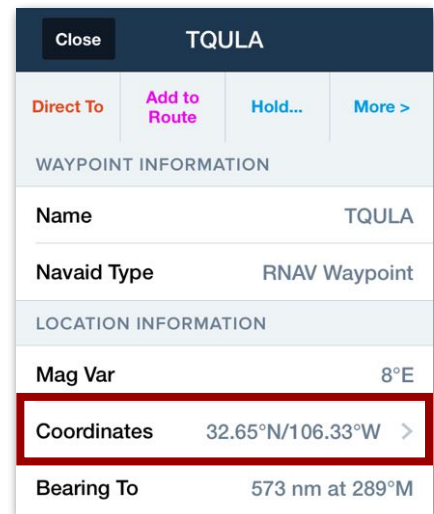 Close TQULA
Direct To Add to Route Hold... More >
WAYPOINT INFORMATION
Name TQULA
Navaid Type RNAV Waypoint
LOCATION INFORMATION
Mag Var 8°E
Coordinates 32.65°N/106.33°W >
Bearing To 573 nm at 289°M